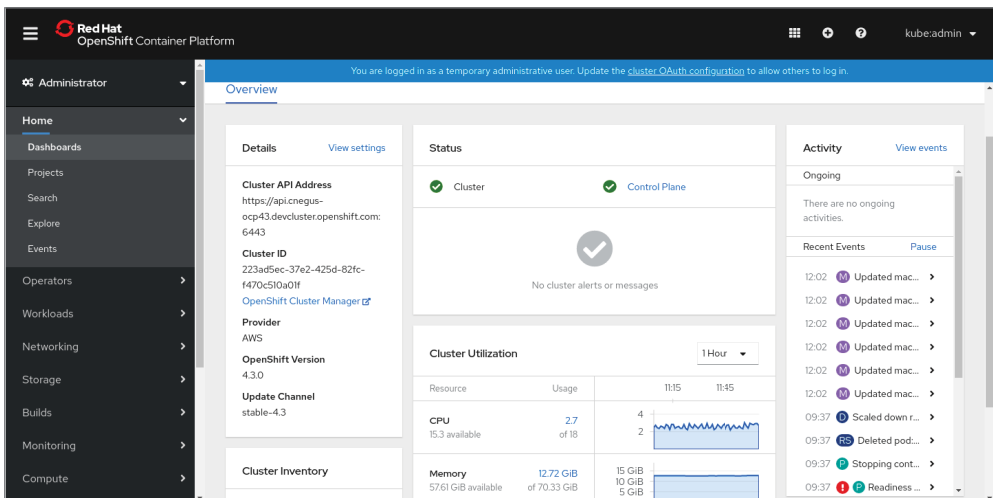 Red Hat
OpenShift Container Platform
kube:admin
Administrator
You are logged in as a temporary administrative user. Update the cluster OAuth configuration to allow others to log in.
Home
Dashboards
Projects
Search
Explore
Events
Operators
Workloads
Networking
Storage
Builds
Monitoring
Compute
Overview
Details
View settings
Cluster API Address
https://api.cnegus-
ocp43.devcluster.openshift.com:
6443
Cluster ID
223ad5ec-37e2-425d-82fc-
f470c510a01f
OpenShift Cluster Manager
Provider
AWS
OpenShift Version
4.3.0
Update Channel
stable-4.3
Cluster Inventory
Status
Cluster
Control Plane
No cluster alerts or messages
Cluster Utilization
1 Hour
Resource Usage 11:15 11:45
CPU 2.7 4
15.3 available of 18 2
Memory 12.72 GiB 15 GiB
57.61 GiB available of 70.33 GiB 10 GiB
5 GiB
Activity
View events
Ongoing
There are no ongoing
activities.
Recent Events Pause
12:02 M Updated mac...
12:02 M Updated mac...
12:02 M Updated mac...
12:02 M Updated mac...
12:02 M Updated mac...
12:02 M Updated mac...
09:37 D Scaled down r...
09:37 RS Deleted pod:...
09:37 P Stopping cont...
09:37 P Readiness ...